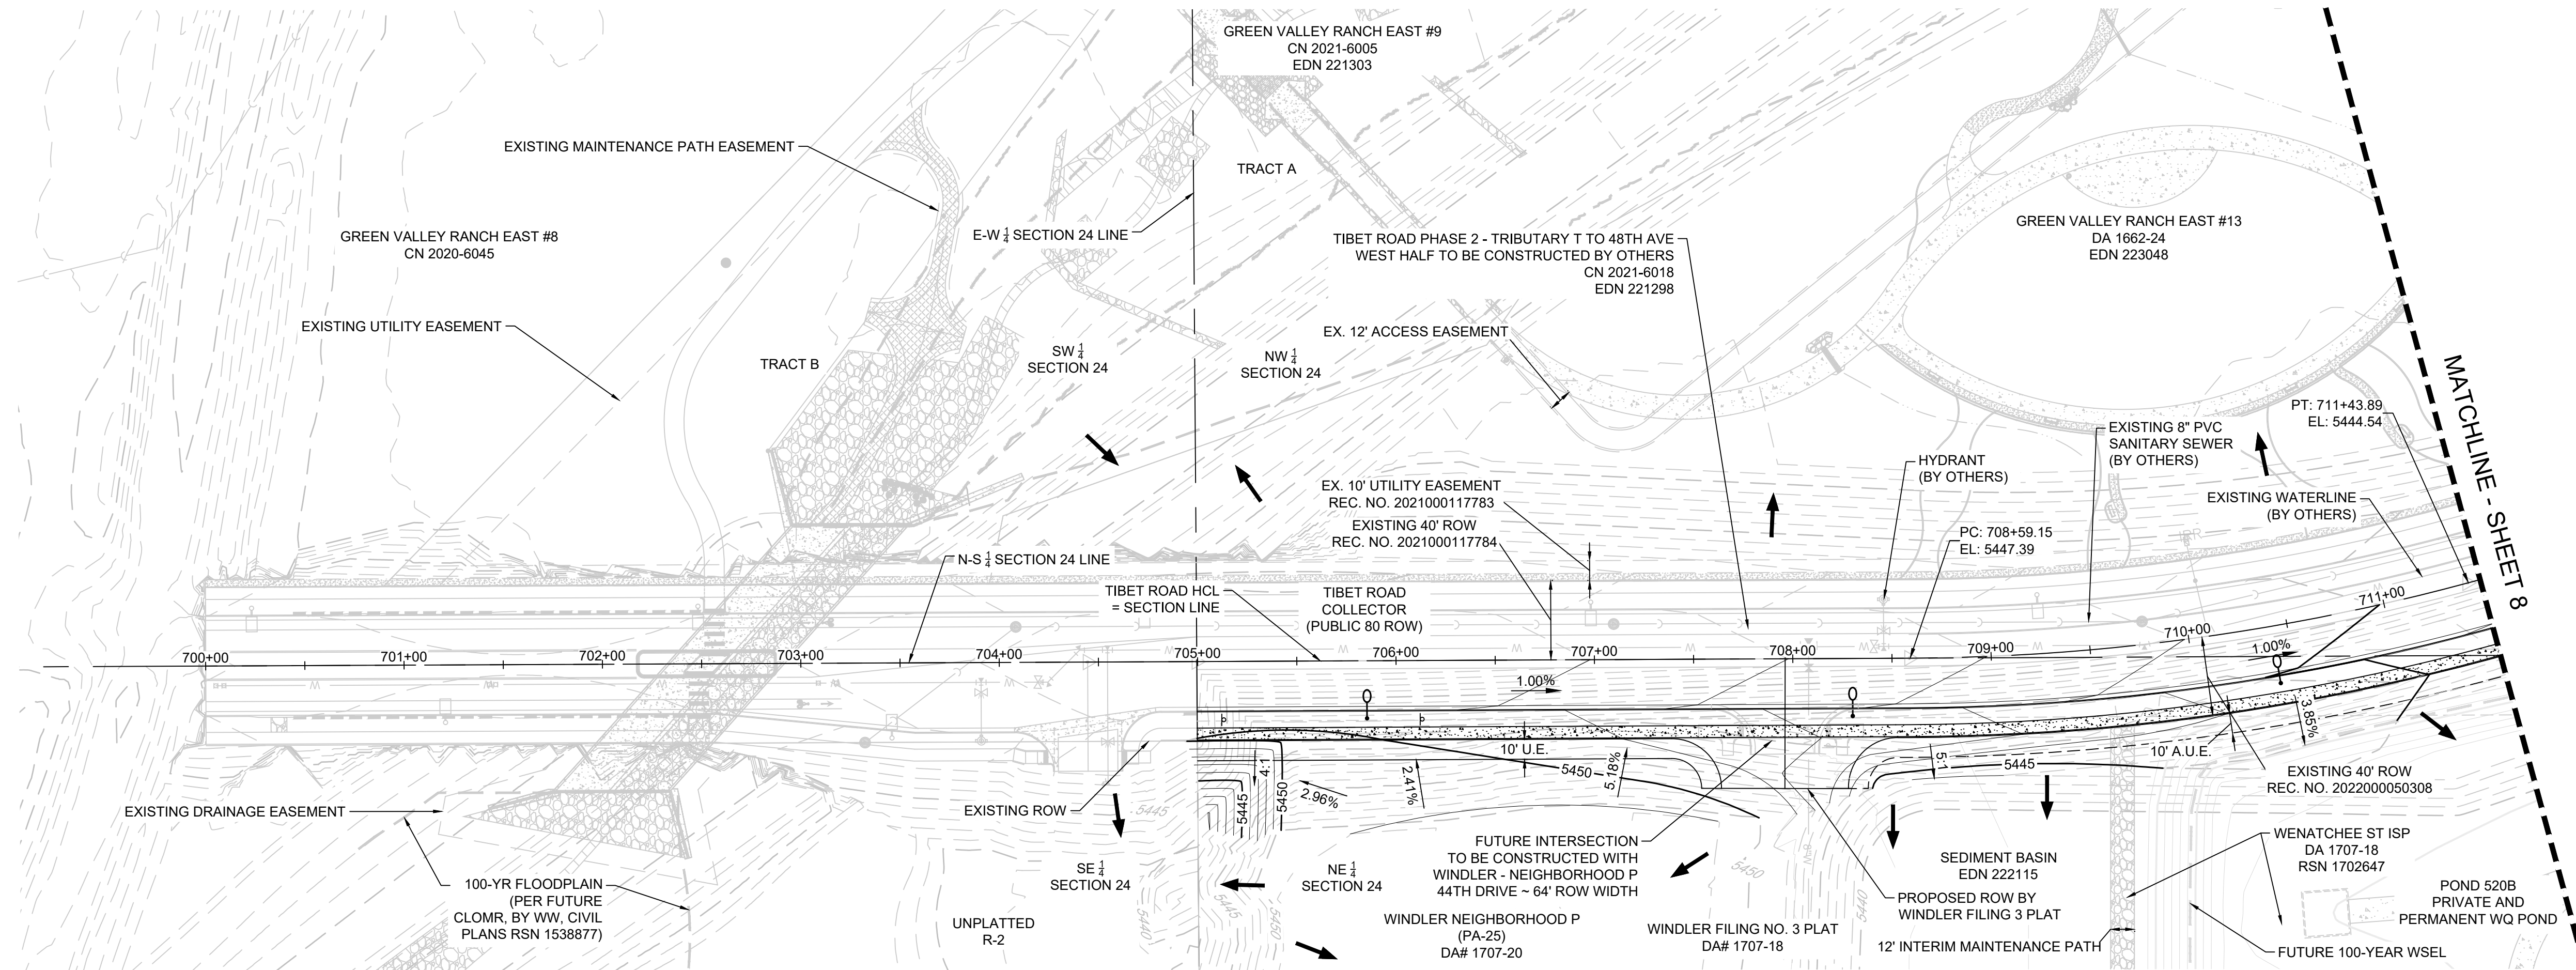 GREEN VALLEY RANCH EAST #9
CN 2021-6005
EDN 221303
EXISTING MAINTENANCE PATH EASEMENT
TRACT A
GREEN VALLEY RANCH EAST #8
CN 2020-6045
E-W 1/4 SECTION 24 LINE
TIBET ROAD PHASE 2 - TRIBUTARY T TO 48TH AVE
WEST HALF TO BE CONSTRUCTED BY OTHERS
CN 2021-6018
EDN 221298
GREEN VALLEY RANCH EAST #13
DA 1662-24
EDN 223048
EXISTING UTILITY EASEMENT
EX. 12' ACCESS EASEMENT
TRACT B
SW 1/4
SECTION 24
NW 1/4
SECTION 24
MATCHLINE - SHEET 8
PT: 711+43.89
EL: 5444.54
EXISTING 8" PVC
SANITARY SEWER
(BY OTHERS)
HYDRANT
(BY OTHERS)
EX. 10' UTILITY EASEMENT
REC. NO. 2021000117783
EXISTING 40' ROW
REC. NO. 2021000117784
EXISTING WATERLINE
(BY OTHERS)
PC: 708+59.15
EL: 5447.39
N-S 1/4 SECTION 24 LINE
TIBET ROAD HCL
= SECTION LINE
TIBET ROAD
COLLECTOR
(PUBLIC 80 ROW)
700+00
701+00
702+00
703+00
704+00
705+00
706+00
707+00
708+00
709+00
710+00
711+00
1.00%
1.00%
P
P
10' U.E.
10' A.U.E.
3.85%
4:1
5445
5450
2.96%
2.41%
5450
5.18%
5:1
5445
EXISTING 40' ROW
REC. NO. 2022000050308
EXISTING DRAINAGE EASEMENT
EXISTING ROW
5445
100-YR FLOODPLAIN
(PER FUTURE
CLOMR, BY WW, CIVIL
PLANS RSN 1538877)
SE 1/4
SECTION 24
NE 1/4
SECTION 24
FUTURE INTERSECTION
TO BE CONSTRUCTED WITH
WINDLER - NEIGHBORHOOD P
44TH DRIVE ~ 64' ROW WIDTH
SEDIMENT BASIN
EDN 222115
WENATCHEE ST ISP
DA 1707-18
RSN 1702647
PROPOSED ROW BY
WINDLER FILING 3 PLAT
POND 520B
PRIVATE AND
PERMANENT WQ POND
UNPLATTED
R-2
WINDLER NEIGHBORHOOD P
(PA-25)
DA# 1707-20
WINDLER FILING NO. 3 PLAT
DA# 1707-18
12' INTERIM MAINTENANCE PATH
FUTURE 100-YEAR WSEL
5440
5445
5450
5450
5445